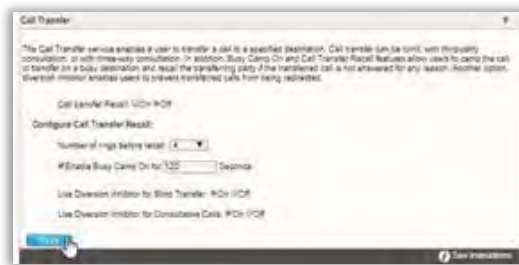 Call Transfer
?
The Call Transfer service enables a user to transfer a call to a specified destination. Call transfer can be blind, with third-party
consultation, or with three-way consultation. In addition, Busy Camp On and Call Transfer Recall features allow users to camp the call
to transfer on a busy destination and recall the transferring party if the transferred call is not answered for any reason. Another option,
diversion inhibitor enables users to prevent transferred calls from being redirected.
Call transfer Recall: On Off
Configure Call Transfer Recall:
Number of rings before recall: 4
Enable Busy Camp On for 120 Seconds
Use Diversion Inhibitor for Blind Transfer: On Off
Use Diversion Inhibitor for Consultative Calls: On Off